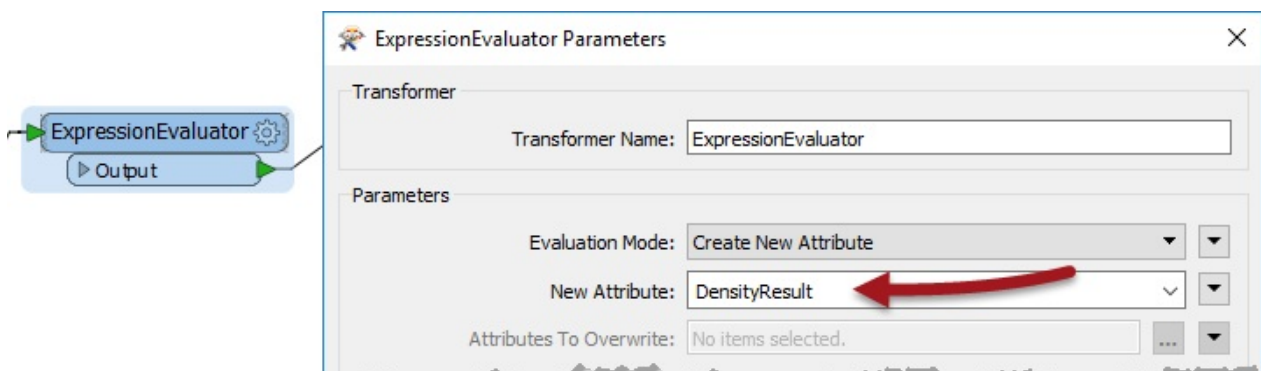 ExpressionEvaluator Parameters
Transformer
ExpressionEvaluator
Output
Transformer Name: ExpressionEvaluator
Parameters
Evaluation Mode: Create New Attribute
New Attribute: DensityResult
Attributes To Overwrite: No items selected. ...